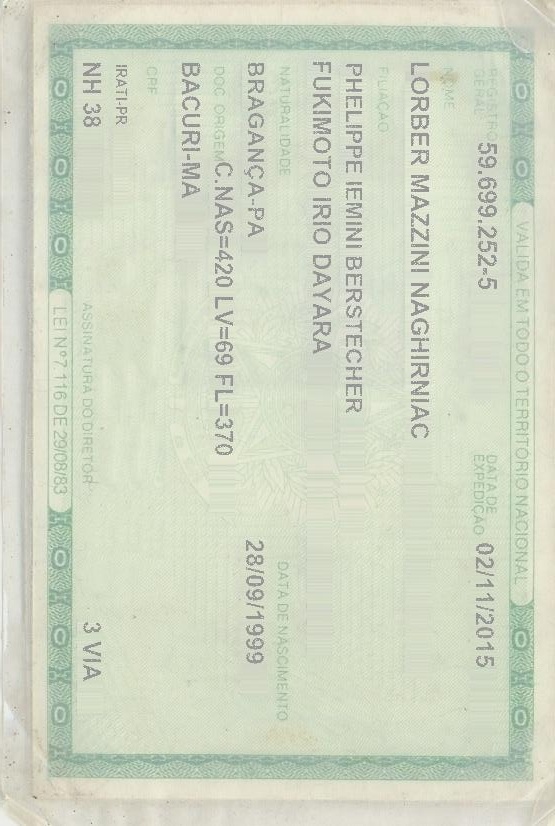 VALIDA EM TODO O TERRITÓRIO NACIONAL
REGISTRO GERAL 59.699.252-5 DATA DE EXPEDIÇÃO 02/11/2015
NOME
LORBER MAZZINI NAGHIRNIAC
FILIAÇÃO
PHELIPPE IEMINI BERSTECHER
FUKIMOTO IRIO DAYARA
NATURALIDADE DATA DE NASCIMENTO
BRAGANÇA-PA 28/09/1999
DOC ORIGEM C.NAS=420 LV=69 FL=370
BACURI-MA
CPF
IRATI-PR
NH 38 3 VIA
ASSINATURA DO DIRETOR
LEI Nº 7.116 DE 29/08/83